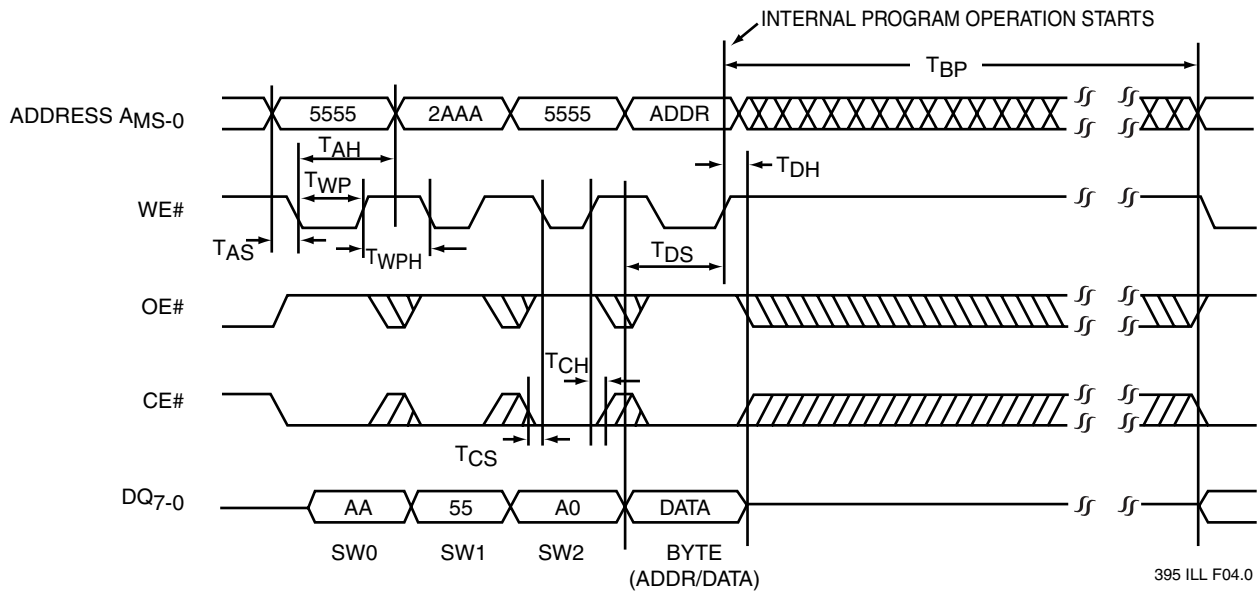 INTERNAL PROGRAM OPERATION STARTS
TBP
ADDRESS AMS-0
5555
2AAA
5555
ADDR
TAH
TDH
TWP
WE#
TAS
TWPH
TDS
OE#
TCH
CE#
TCS
DQ7-0
AA
55
A0
DATA
SW0
SW1
SW2
BYTE
(ADDR/DATA)
395 ILL F04.0